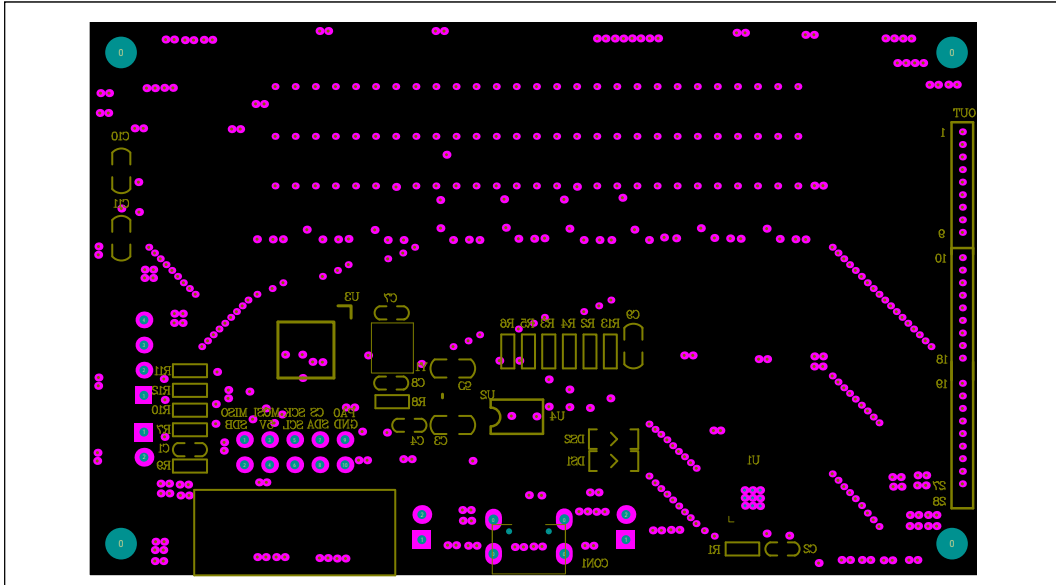 0 0
OUT
1
C10
C11
9
10
U3 C7
R6 R5 R3 R4 R2 R13 C9
18
R11 19
C8 C5
R12
R8 U2
R10
MISO MOSI SCK CS PA0
SDB 5V SCL SDA GND
U4
R7
C4 C3
DS2
C1
R9
DS1
U1
27
28
R1 C2
CON1
0 0